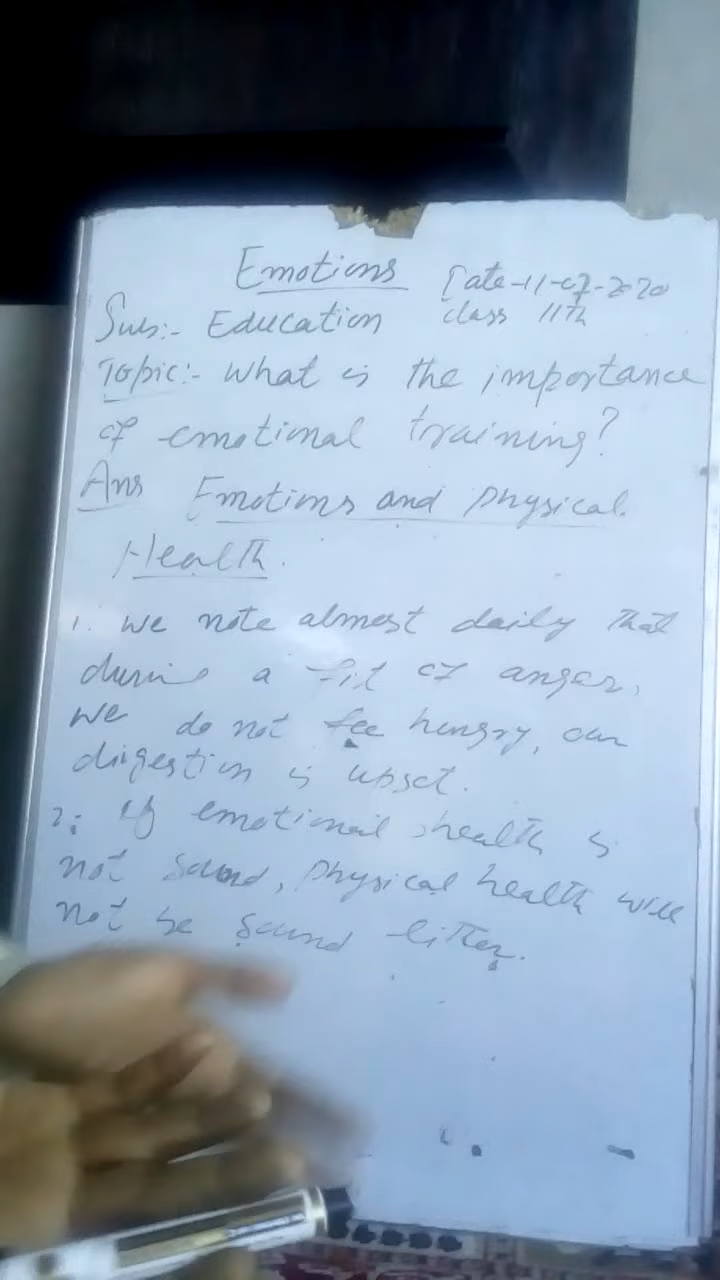 Emotions Date-11-07-2020
Sub:- Education class 11th
Topic:- what is the importance
of emotional training?
Ans Emotions and physical
Health.
1. we note almost daily that
during a fit of anger,
we do not fee hungry, our
digestion is upset.
2. if emotional health is
not sound, physical health will
not be sound either.